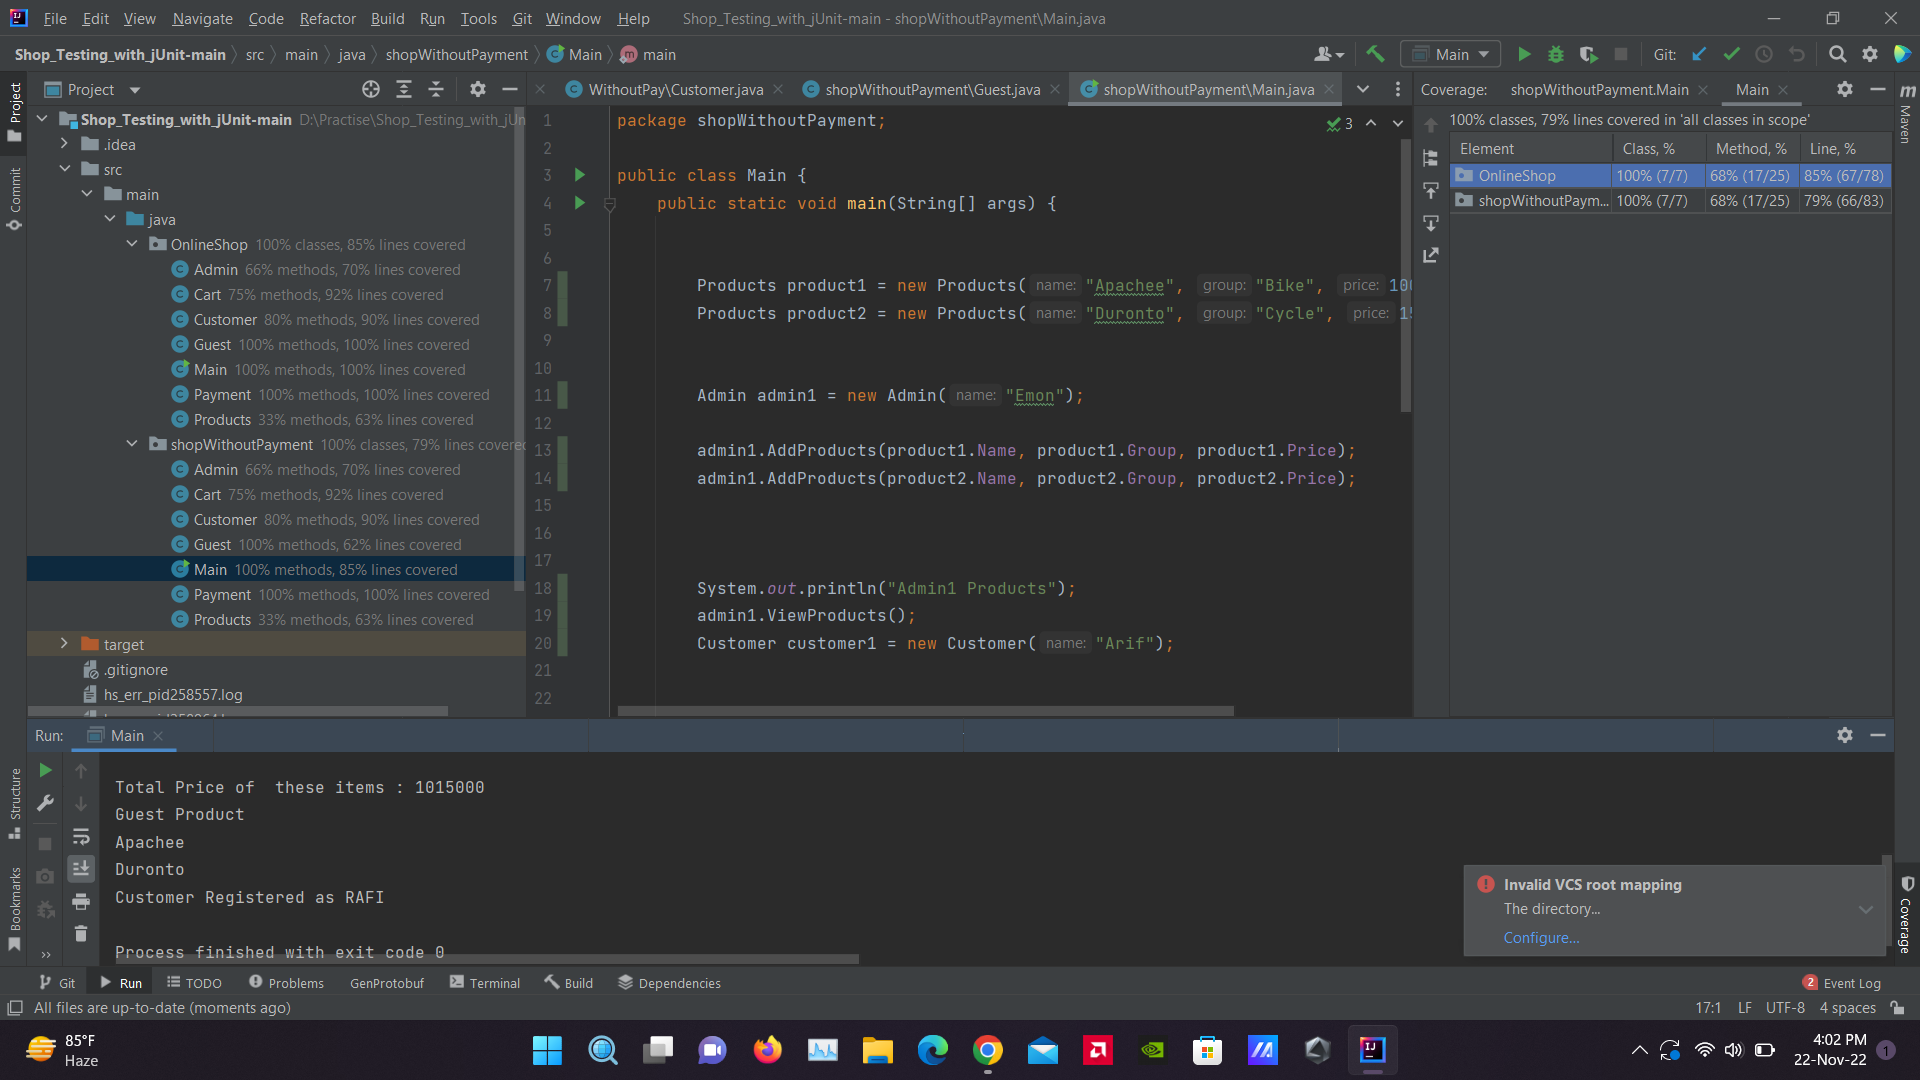 File Edit View Navigate Code Refactor Build Run Tools Git Window Help Shop_Testing_with_jUnit-main - shopWithoutPayment\Main.java
Shop_Testing_with_jUnit-main src main java shopWithoutPayment Main main
Main Git:
Project
WithoutPay\Customer.java shopWithoutPayment\Guest.java shopWithoutPayment\Main.java
Coverage: shopWithoutPayment.Main Main
Project
Commit
Structure
Bookmarks
Maven
Coverage
Shop_Testing_with_jUnit-main D:\Practise\Shop_Testing_with_jUn
.idea
src
main
java
OnlineShop 100% classes, 85% lines covered
Admin 66% methods, 70% lines covered
Cart 75% methods, 92% lines covered
Customer 80% methods, 90% lines covered
Guest 100% methods, 100% lines covered
Main 100% methods, 100% lines covered
Payment 100% methods, 100% lines covered
Products 33% methods, 63% lines covered
shopWithoutPayment 100% classes, 79% lines covered
Admin 66% methods, 70% lines covered
Cart 75% methods, 92% lines covered
Customer 80% methods, 90% lines covered
Guest 100% methods, 62% lines covered
Main 100% methods, 85% lines covered
Payment 100% methods, 100% lines covered
Products 33% methods, 63% lines covered
target
.gitignore
hs_err_pid258557.log
3
1 package shopWithoutPayment;
2
3 public class Main {
4 public static void main(String[] args) {
5
6
7 Products product1 = new Products( name: "Apachee", group: "Bike", price: 100
8 Products product2 = new Products( name: "Duronto", group: "Cycle", price: 15
9
10
11 Admin admin1 = new Admin( name: "Emon");
12
13 admin1.AddProducts(product1.Name, product1.Group, product1.Price);
14 admin1.AddProducts(product2.Name, product2.Group, product2.Price);
15
16
17
18 System.out.println("Admin1 Products");
19 admin1.ViewProducts();
20 Customer customer1 = new Customer( name: "Arif");
21
22
100% classes, 79% lines covered in 'all classes in scope'
Element Class, % Method, % Line, %
OnlineShop 100% (7/7) 68% (17/25) 85% (67/78)
shopWithoutPaym... 100% (7/7) 68% (17/25) 79% (66/83)
Run: Main
Total Price of  these items : 1015000
Guest Product
Apachee
Duronto
Customer Registered as RAFI
Process finished with exit code 0
Invalid VCS root mapping
The directory...
Configure...
Git Run TODO Problems GenProtobuf Terminal Build Dependencies
2 Event Log
All files are up-to-date (moments ago)
17:1 LF UTF-8 4 spaces
85°F
Haze
4:02 PM
22-Nov-22
1